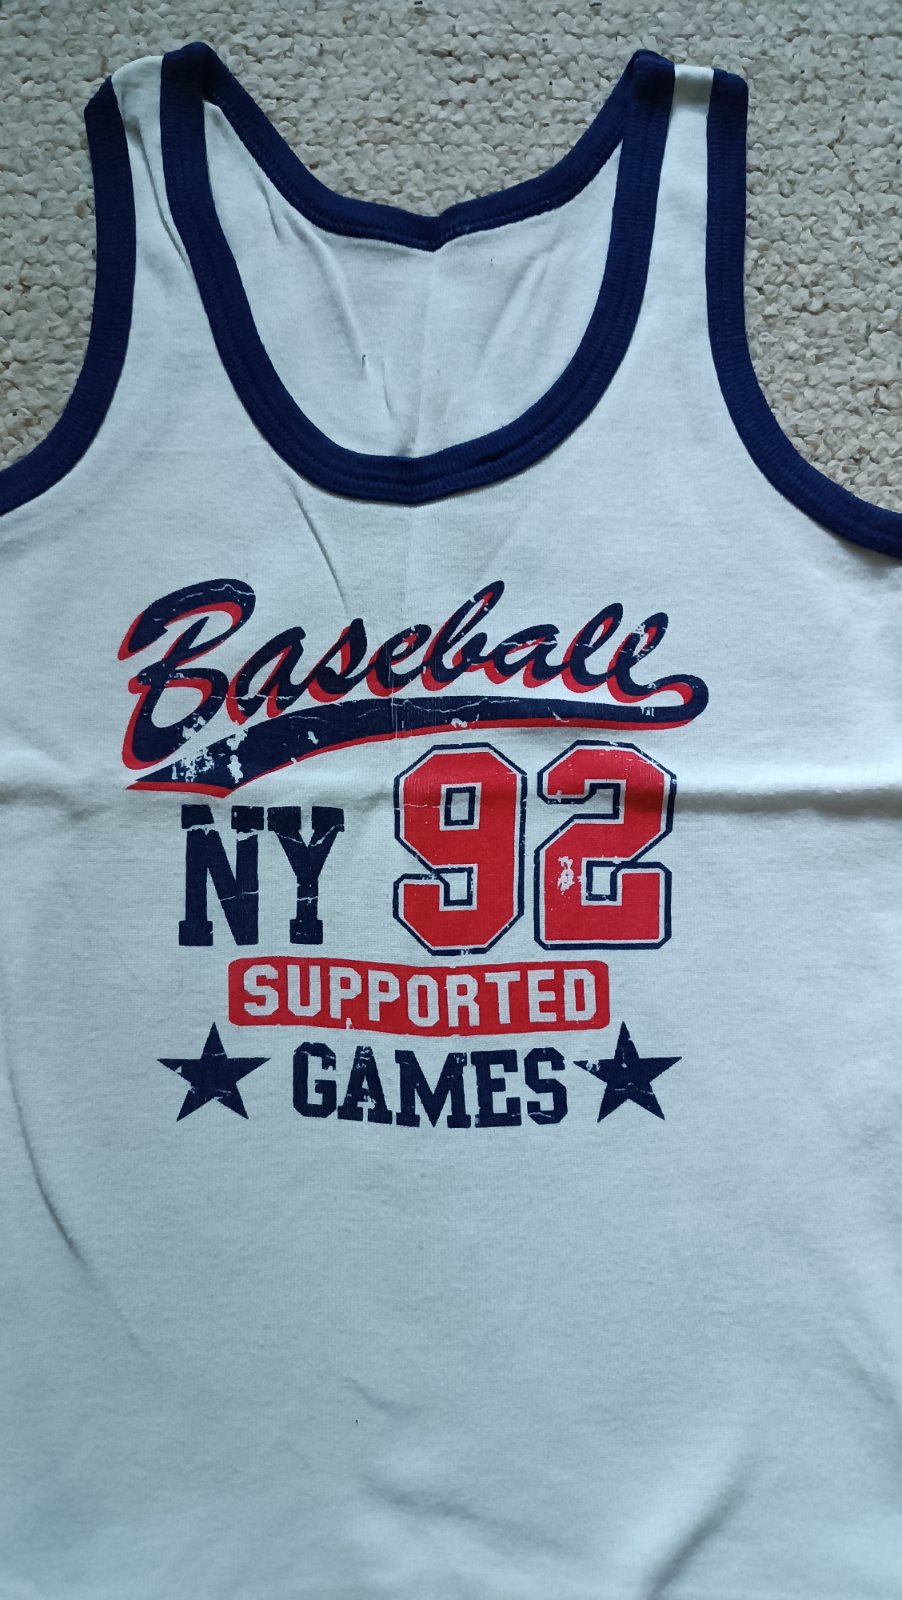 Baseball
NY 92
SUPPORTED
GAMES